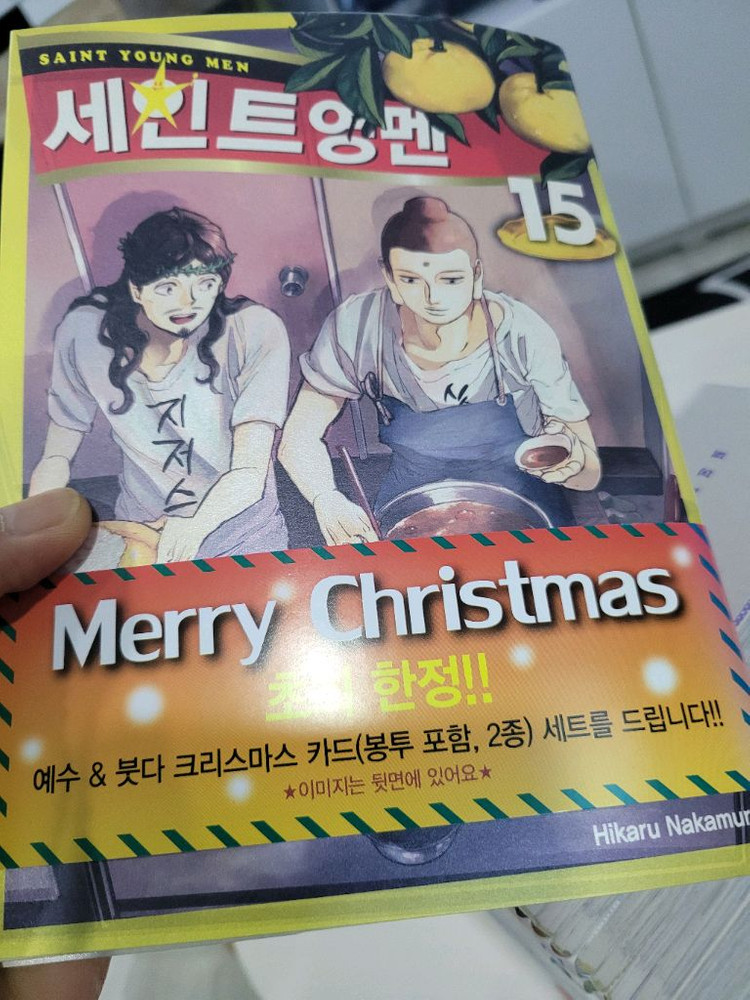 SAINT YOUNG MEN
세인트영멘
15
지저스
Merry Christmas
한정!!
예수 & 붓다 크리스마스 카드(봉투 포함, 2종) 세트를 드립니다!!
★이미지는 뒷면에 있어요★
Hikaru Nakamur